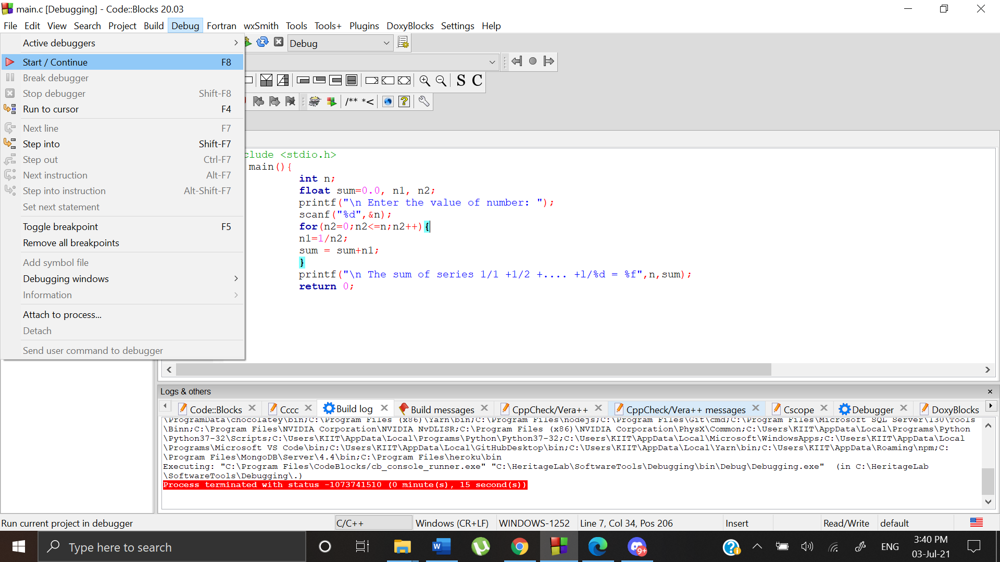 main.c [Debugging] - Code::Blocks 20.03
File Edit View Search Project Build Debug Fortran wxSmith Tools Tools+ Plugins DoxyBlocks Settings Help
Active debuggers
Debug
Start / Continue F8
Break debugger
S C
Stop debugger Shift-F8
/** *<
Run to cursor F4
Next line F7
Step into Shift-F7
Step out Ctrl-F7
Next instruction Alt-F7
Step into instruction Alt-Shift-F7
Set next statement
Toggle breakpoint F5
Remove all breakpoints
Add symbol file
Debugging windows
Information
Attach to process...
Detach
Send user command to debugger
clude <stdio.h>
main(){
int n;
float sum=0.0, n1, n2;
printf("\n Enter the value of number: ");
scanf("%d",&n);
for(n2=0;n2<=n;n2++){
n1=1/n2;
sum = sum+n1;
}
printf("\n The sum of series 1/1 +1/2 +.... +1/%d = %f",n,sum);
return 0;
Logs & others
Code::Blocks Cccc Build log Build messages CppCheck/Vera++ CppCheck/Vera++ messages Cscope Debugger DoxyBlocks
\ProgramData\chocolatey\bin;C:\Program Files (x86)\Yarn\bin;C:\Program Files\nodejs;C:\Program Files\Git\cmd;C:\Program Files\Microsoft SQL Server\130\Tools
\Binn;C:\Program Files\NVIDIA Corporation\NVIDIA NvDLISR;C:\Program Files (x86)\NVIDIA Corporation\PhysX\Common;C:\Users\KIIT\AppData\Local\Programs\Python
\Python37-32\Scripts;C:\Users\KIIT\AppData\Local\Programs\Python\Python37-32;C:\Users\KIIT\AppData\Local\Microsoft\WindowsApps;C:\Users\KIIT\AppData\Local
\Programs\Microsoft VS Code\bin;C:\Users\KIIT\AppData\Local\GitHubDesktop\bin;C:\Users\KIIT\AppData\Local\Yarn\bin;C:\Users\KIIT\AppData\Roaming\npm;C:
\Program Files\MongoDB\Server\4.4\bin;C:\Program Files\heroku\bin
Executing: "C:\Program Files\CodeBlocks/cb_console_runner.exe" "C:\HeritageLab\SoftwareTools\Debugging\bin\Debug\Debugging.exe" (in C:\HeritageLab
\SoftwareTools\Debugging\.)
Process terminated with status -1073741510 (0 minute(s), 15 second(s))
Run current project in debugger C/C++ Windows (CR+LF) WINDOWS-1252 Line 7, Col 34, Pos 206 Insert Read/Write default
Type here to search
9+
ENG
3:40 PM
03-Jul-21